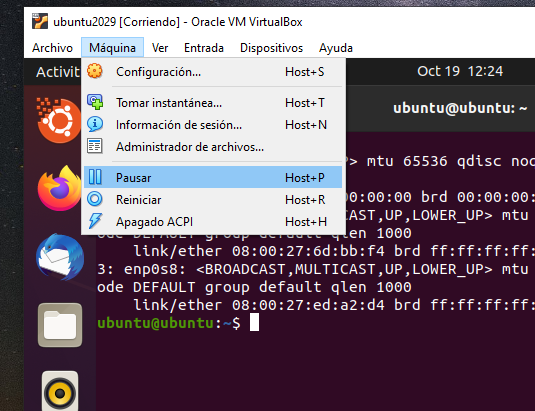 ubuntu2029 [Corriendo] - Oracle VM VirtualBox
Archivo Máquina Ver Entrada Dispositivos Ayuda
Activit Oct 19 12:24
Configuración... Host+S
Tomar instantánea... Host+T
Información de sesión... Host+N
Administrador de archivos...
Pausar Host+P
Reiniciar Host+R
Apagado ACPI Host+H
ubuntu@ubuntu: ~
P> mtu 65536 qdisc noq
00:00:00 brd 00:00:00:
CAST,UP,LOWER_UP> mtu
ode DEFAULT group default qlen 1000
link/ether 08:00:27:6d:bb:f4 brd ff:ff:ff:ff:
3: enp0s8: <BROADCAST,MULTICAST,UP,LOWER_UP> mtu
ode DEFAULT group default qlen 1000
link/ether 08:00:27:ed:a2:d4 brd ff:ff:ff:ff:
ubuntu@ubuntu:~$